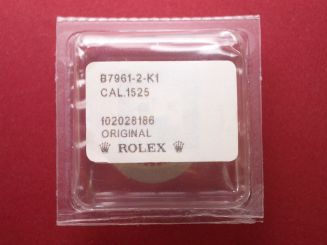 B7961-2-K1
CAL.1525
102028186
ORIGINAL
ROLEX